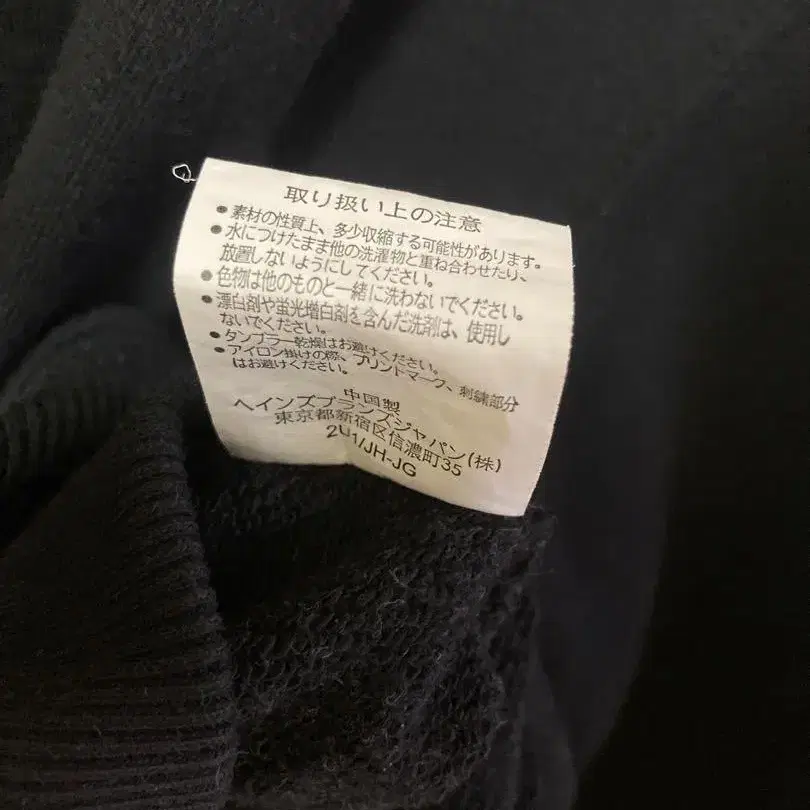 取り扱い上の注意
●素材の性質上、多少収縮する可能性があります。
●水につけたまま他の洗濯物と重ね合わせたり、
放置しないようにしてください。
●色物は他のものと一緒に洗わないでください。
●漂白剤や蛍光増白剤を含んだ洗剤は、使用し
ないでください。
●タンブラー乾燥はお避けください。
●アイロン掛けの際、プリントマーク、刺繍部分
はお避けください。
中国製
ヘインズブランズジャパン(株)
東京都新宿区信濃町35
2U1/JH-JG